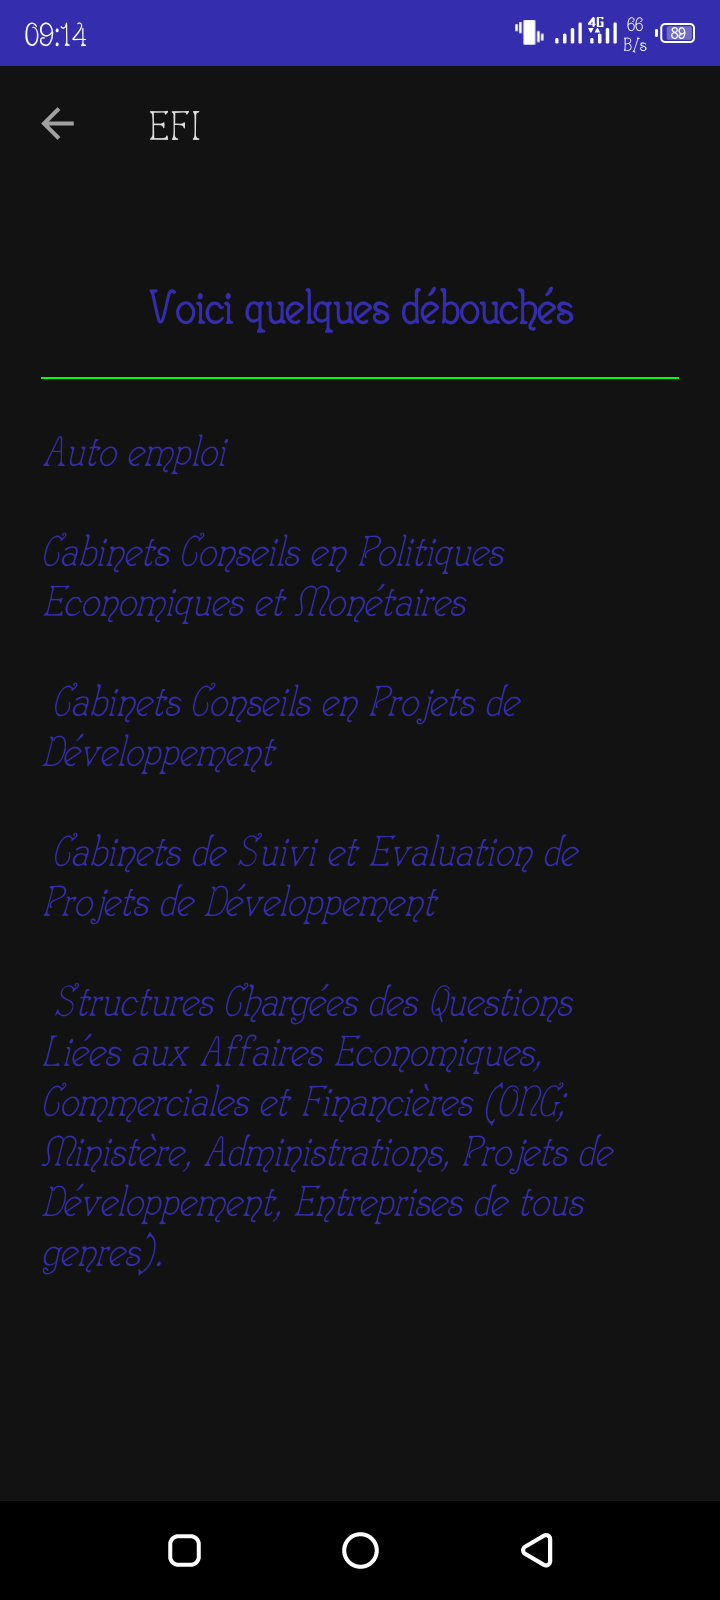 09:14
4G
66
B/s
89
EFI
Voici quelques débouchés
Auto emploi
Cabinets Conseils en Politiques
Economiques et Monétaires
Cabinets Conseils en Projets de
Développement
Cabinets de Suivi et Evaluation de
Projets de Développement
Structures Chargées des Questions
Liées aux Affaires Economiques,
Commerciales et Financières (ONG;
Ministère, Administrations, Projets de
Développement, Entreprises de tous
genres).